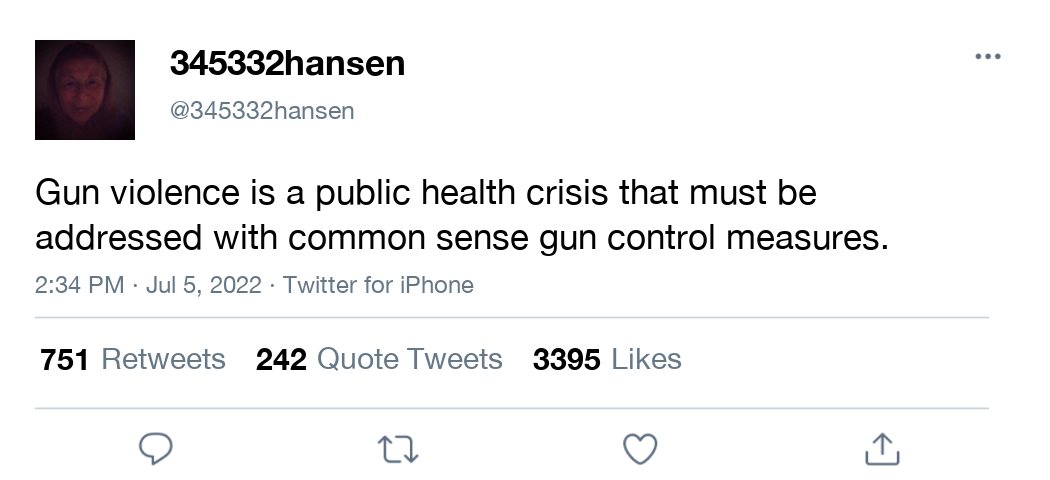 345332hansen
@345332hansen
Gun violence is a public health crisis that must be
addressed with common sense gun control measures.
2:34 PM · Jul 5, 2022 · Twitter for iPhone
751 Retweets 242 Quote Tweets 3395 Likes